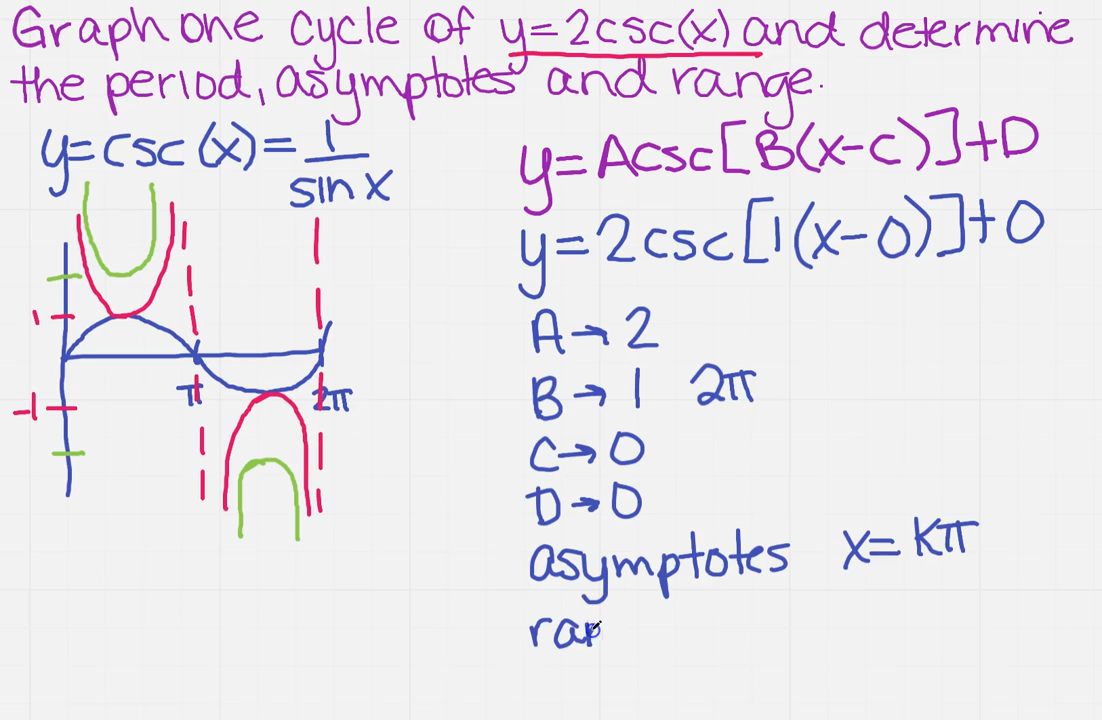 Graph one cycle of y=2csc(x) and determine
the period, asymptotes and range.
y=csc(x)=1/sin x
1
-1
π
2π
y=Acsc[B(x-c)]+D
y=2csc[1(x-0)]+0
A→2
B→1 2π
C→0
D→0
asymptotes x=kπ
ran